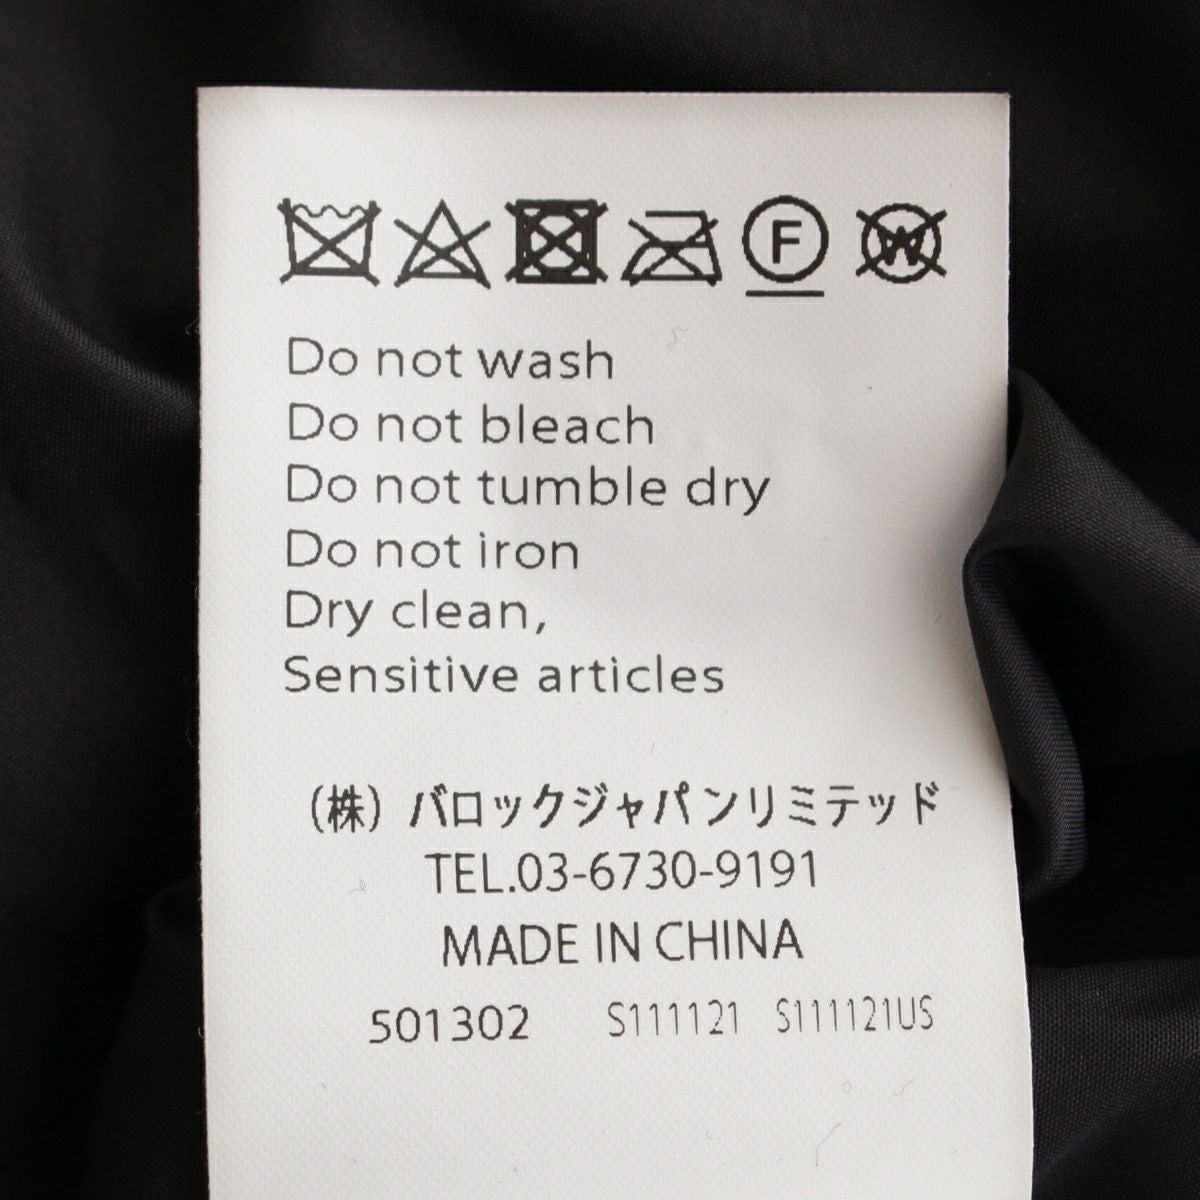 F W
Do not wash
Do not bleach
Do not tumble dry
Do not iron
Dry clean,
Sensitive articles
(株)バロックジャパンリミテッド
TEL.03-6730-9191
MADE IN CHINA
501302 S111121 S111121US